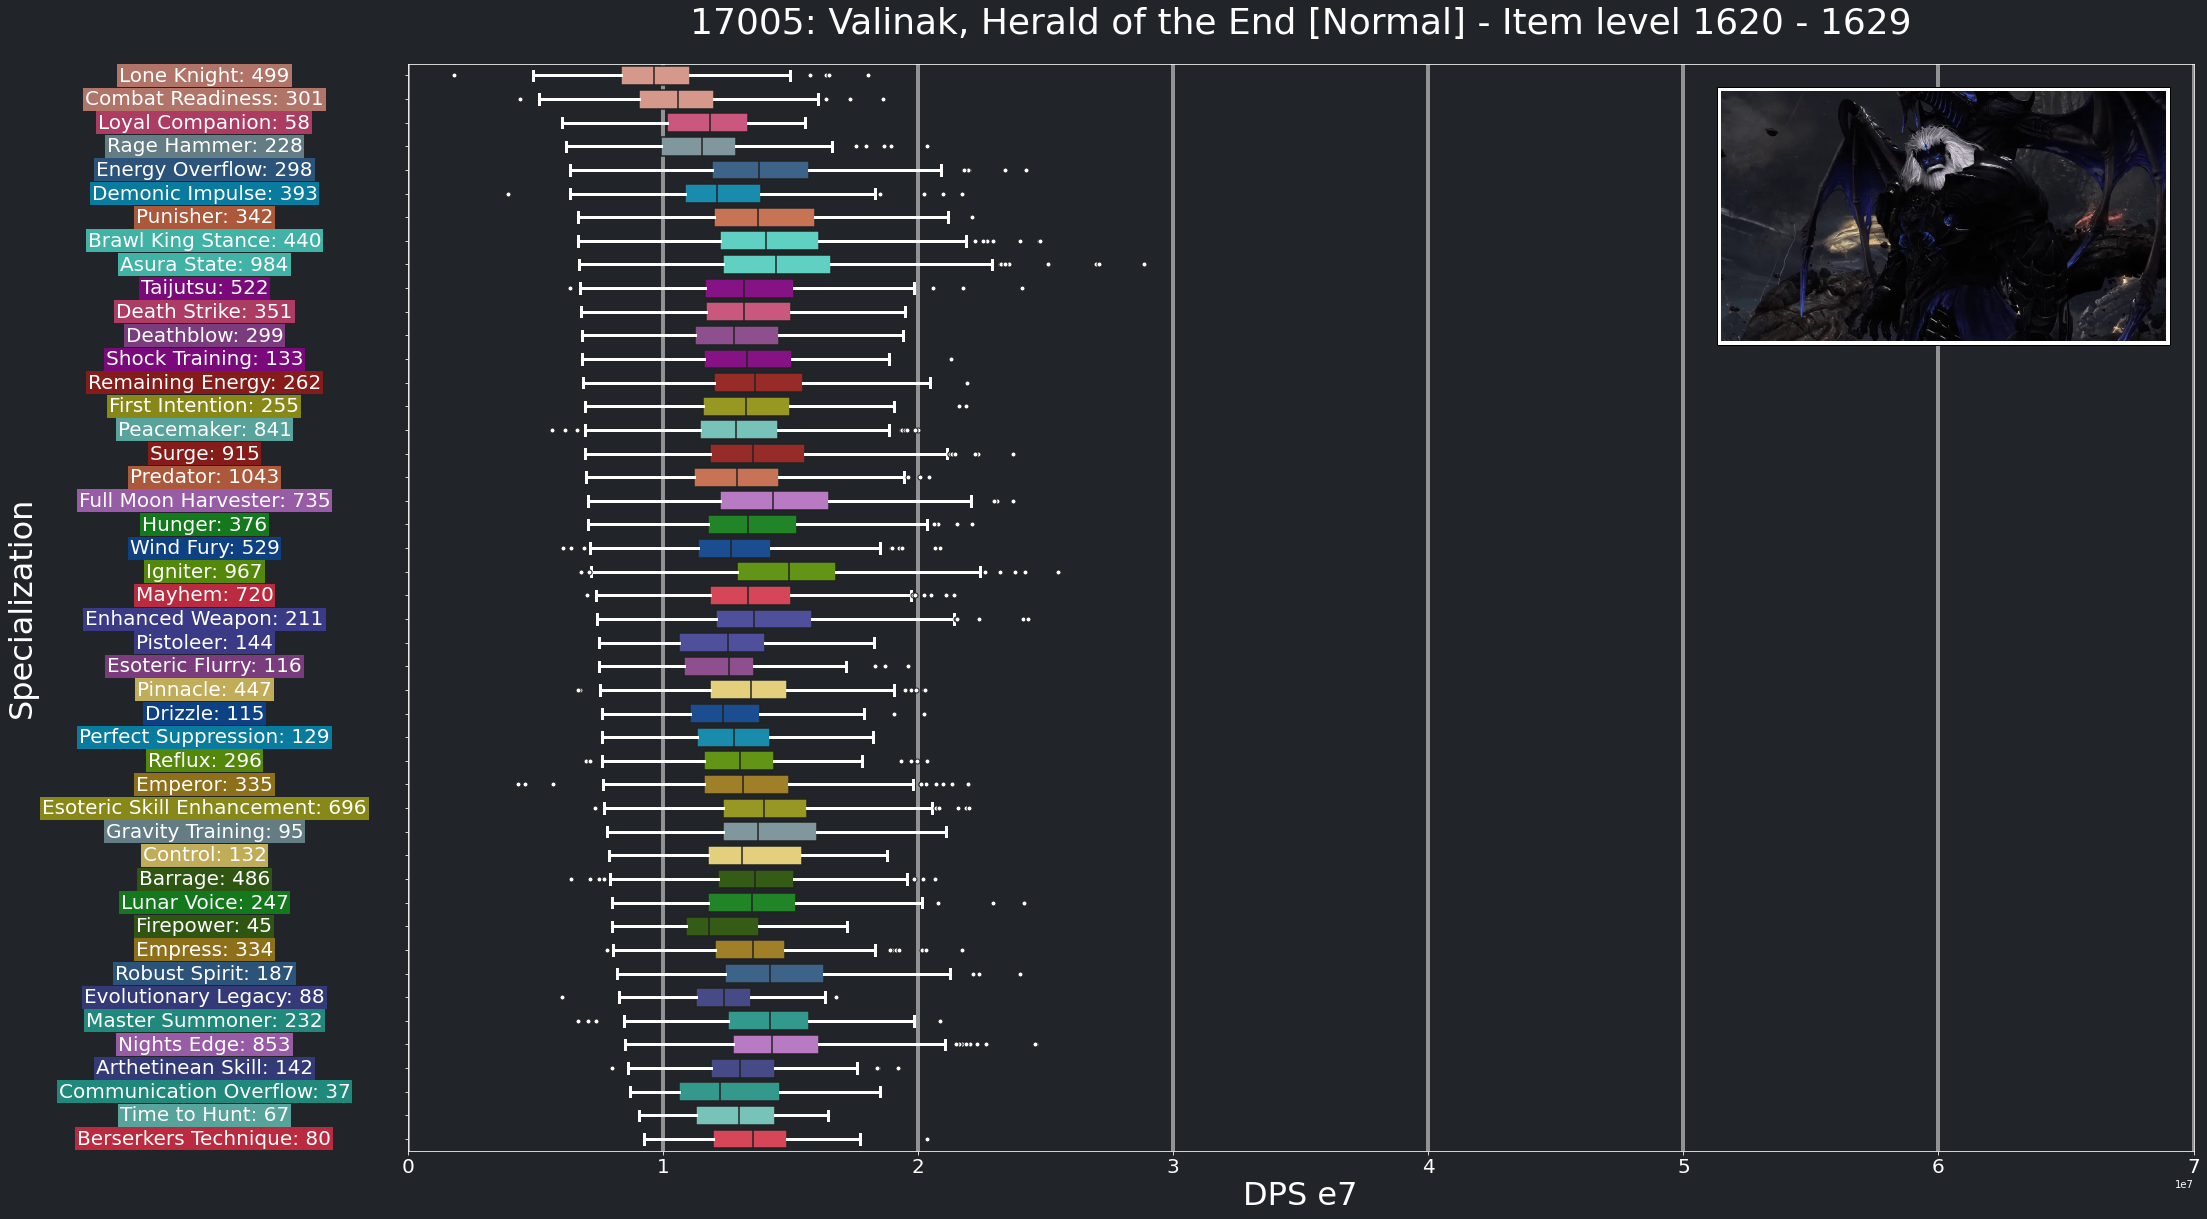 17005: Valinak, Herald of the End [Normal] - Item level 1620 - 1629
Specialization
Lone Knight: 499
Combat Readiness: 301
Loyal Companion: 58
Rage Hammer: 228
Energy Overflow: 298
Demonic Impulse: 393
Punisher: 342
Brawl King Stance: 440
Asura State: 984
Taijutsu: 522
Death Strike: 351
Deathblow: 299
Shock Training: 133
Remaining Energy: 262
First Intention: 255
Peacemaker: 841
Surge: 915
Predator: 1043
Full Moon Harvester: 735
Hunger: 376
Wind Fury: 529
Igniter: 967
Mayhem: 720
Enhanced Weapon: 211
Pistoleer: 144
Esoteric Flurry: 116
Pinnacle: 447
Drizzle: 115
Perfect Suppression: 129
Reflux: 296
Emperor: 335
Esoteric Skill Enhancement: 696
Gravity Training: 95
Control: 132
Barrage: 486
Lunar Voice: 247
Firepower: 45
Empress: 334
Robust Spirit: 187
Evolutionary Legacy: 88
Master Summoner: 232
Nights Edge: 853
Arthetinean Skill: 142
Communication Overflow: 37
Time to Hunt: 67
Berserkers Technique: 80
0 1 2 3 4 5 6 7
1e7
DPS e7